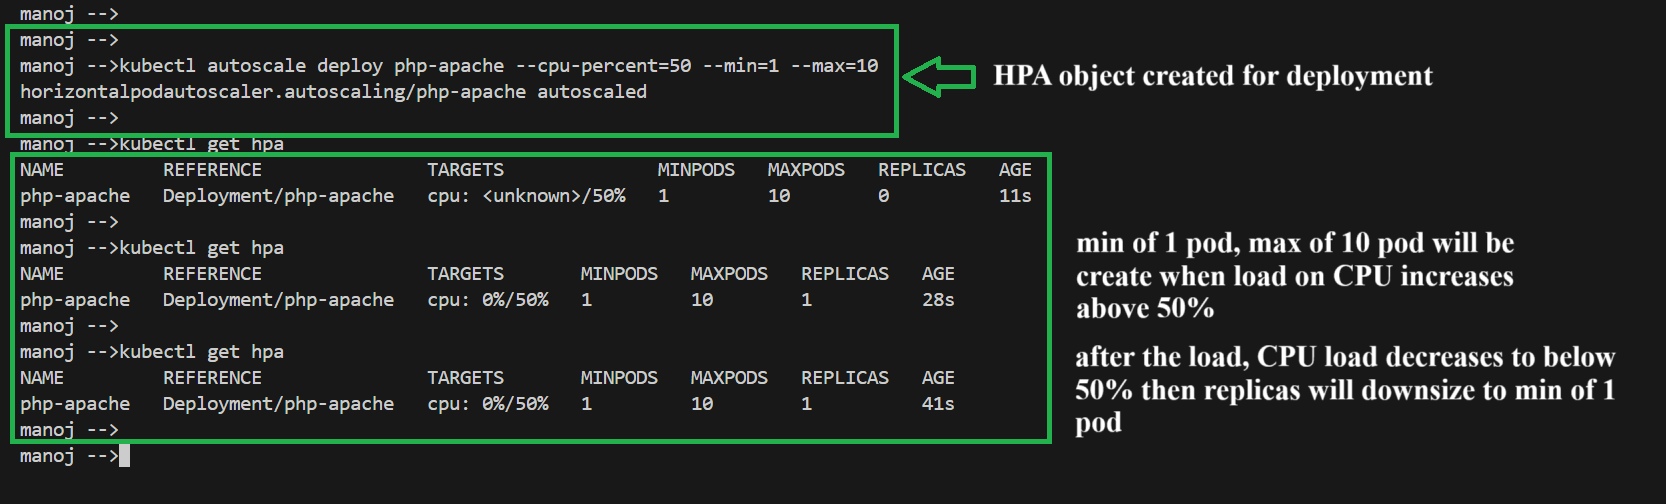 manoj -->
manoj -->
manoj -->kubectl autoscale deploy php-apache --cpu-percent=50 --min=1 --max=10
horizontalpodautoscaler.autoscaling/php-apache autoscaled
manoj -->
HPA object created for deployment
manoj -->kubectl get hpa
NAME REFERENCE TARGETS MINPODS MAXPODS REPLICAS AGE
php-apache Deployment/php-apache cpu: <unknown>/50% 1 10 0 11s
manoj -->
manoj -->kubectl get hpa
NAME REFERENCE TARGETS MINPODS MAXPODS REPLICAS AGE
php-apache Deployment/php-apache cpu: 0%/50% 1 10 1 28s
manoj -->
manoj -->kubectl get hpa
NAME REFERENCE TARGETS MINPODS MAXPODS REPLICAS AGE
php-apache Deployment/php-apache cpu: 0%/50% 1 10 1 41s
manoj -->
manoj -->
min of 1 pod, max of 10 pod will be
create when load on CPU increases
above 50%
after the load, CPU load decreases to below
50% then replicas will downsize to min of 1
pod